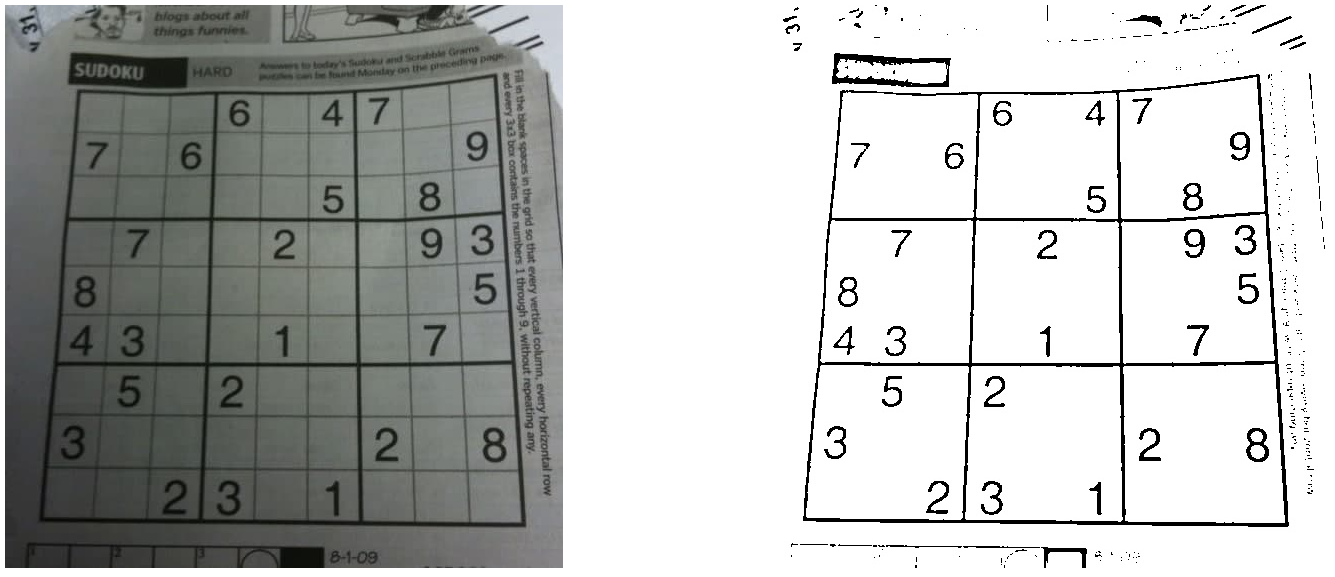 blogs about all
things funnies.
SUDOKU HARD Answers to today's Sudoku and Scrabble Grams
puzzles can be found Monday on the preceding page.
Fill in the blank spaces in the grid so that every vertical column, every horizontal row
and every 3x3 box contains the numbers 1 through 9, without repeating any.
6 4 7
7 6 9
5 8
7 2 9 3
8 5
4 3 1 7
5 2
3 2 8
2 3 1
1 2 3
8-1-09
6 4 7
7 6 9
5 8
7 2 9 3
8 5
4 3 1 7
5 2
3 2 8
2 3 1